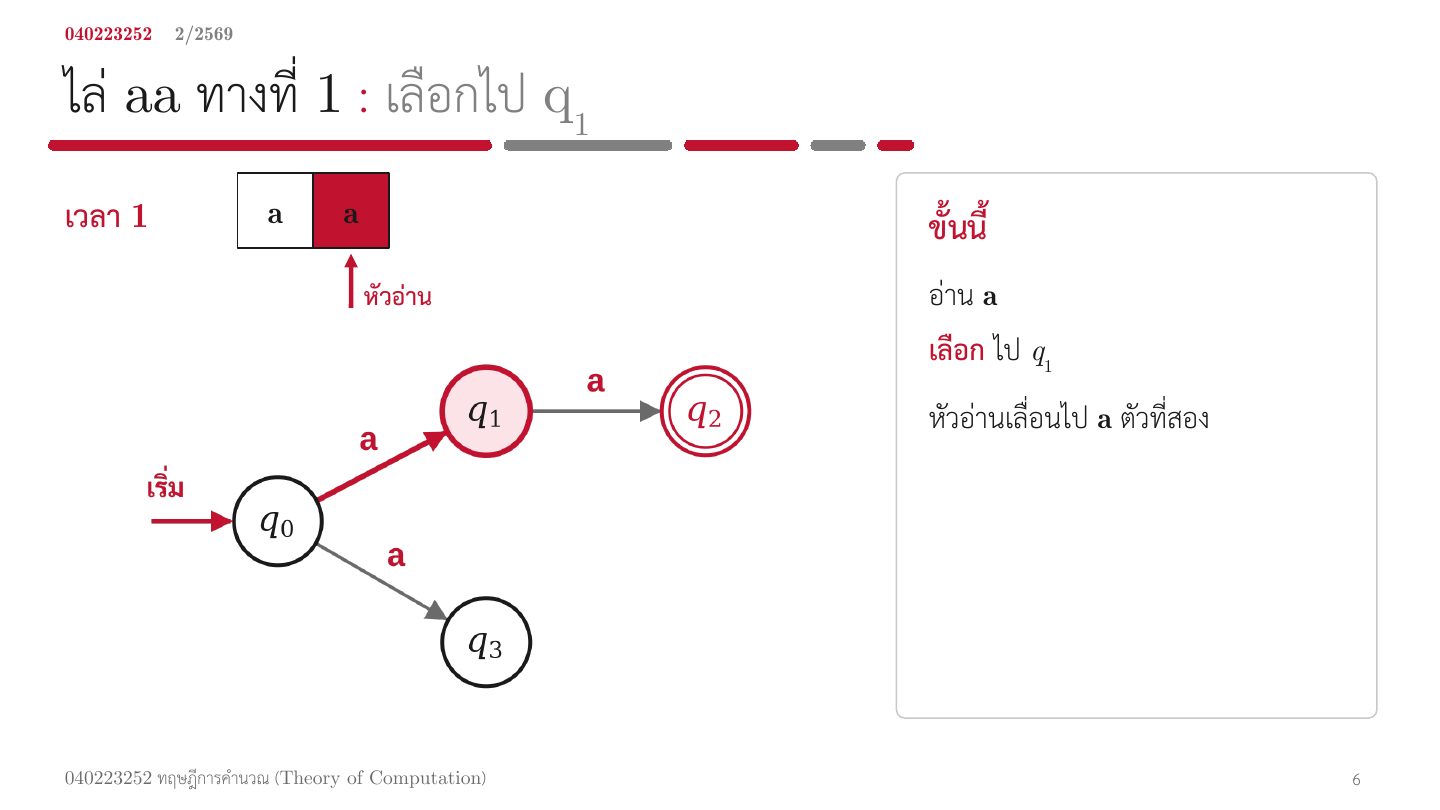 040223252 2/2569
ไล่ aa ทางที่ 1 : เลือกไป q₁
เวลา 1
a a
หัวอ่าน
ขั้นนี้
อ่าน a
เลือก ไป q₁
หัวอ่านเลื่อนไป a ตัวที่สอง
a
q₁
q₂
a
เริ่ม
q₀
a
q₃
040223252 ทฤษฎีการคำนวณ (Theory of Computation)
6